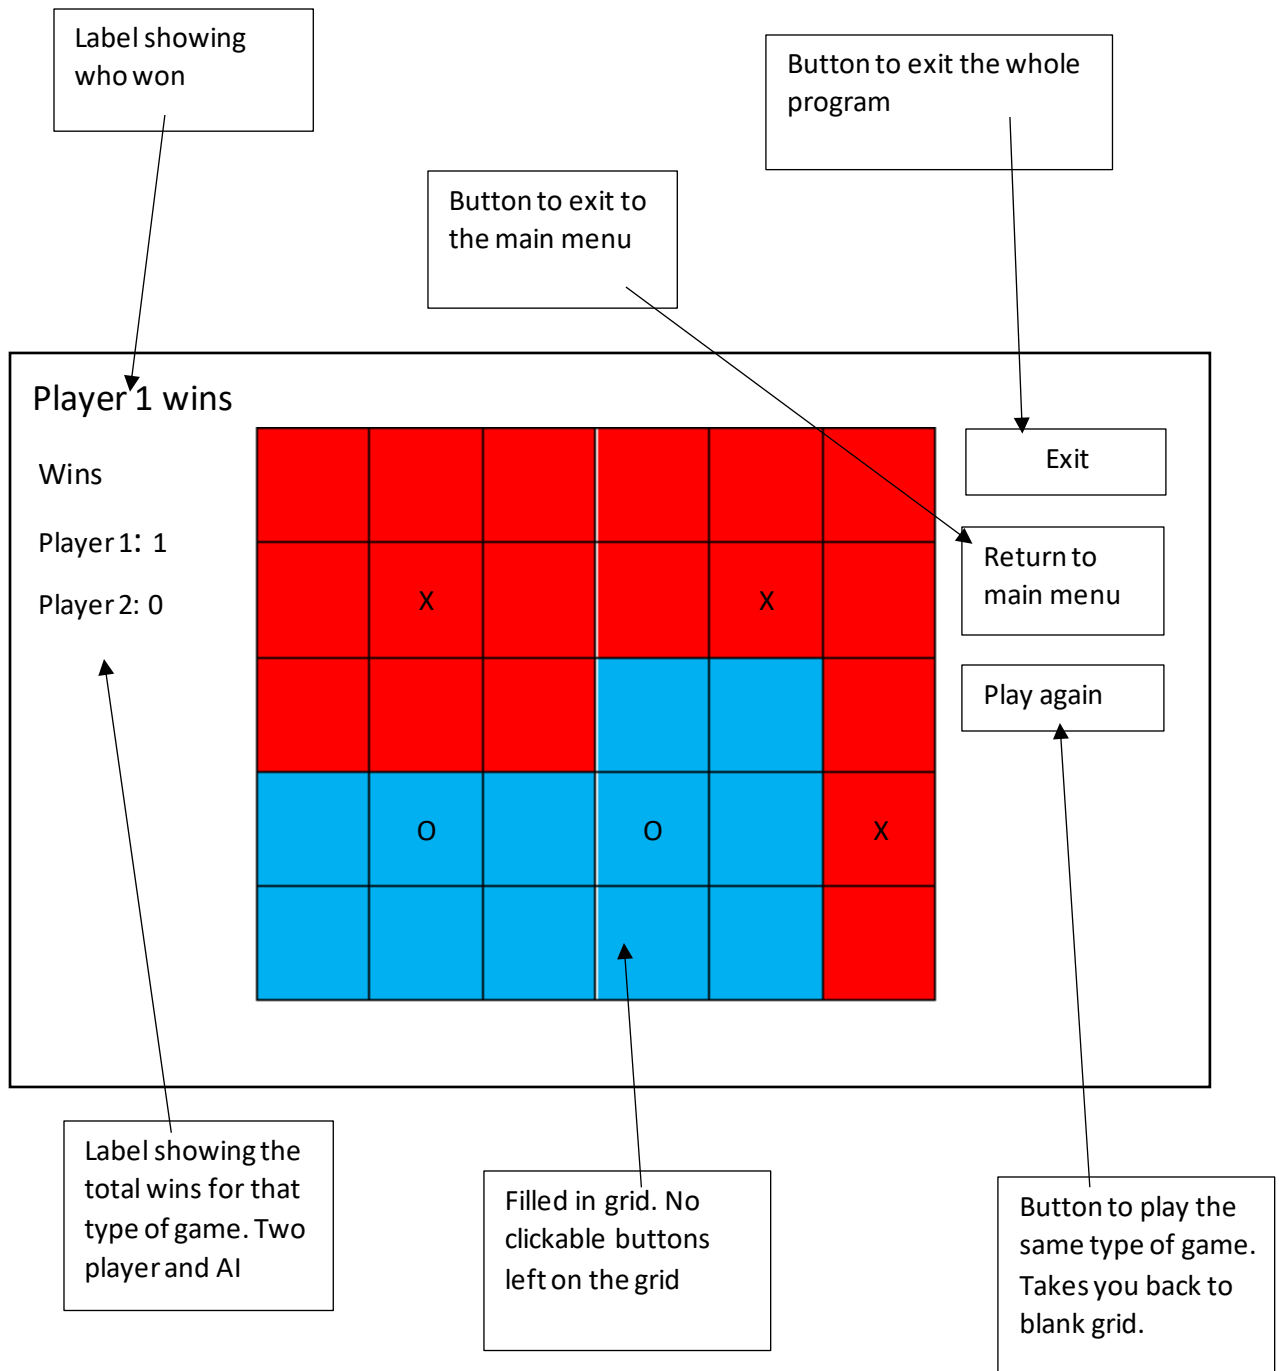 Label showing
who won
Button to exit the whole
program
Button to exit to
the main menu
Player 1 wins
Wins
Player 1: 1
Player 2: 0
X
X
O
O
X
Exit
Return to
main menu
Play again
Label showing the
total wins for that
type of game. Two
player and AI
Filled in grid. No
clickable buttons
left on the grid
Button to play the
same type of game.
Takes you back to
blank grid.